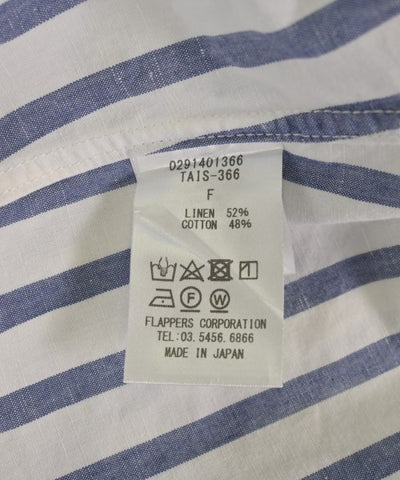 0291401366
TAIS-366
F
LINEN 52%
COTTON 48%
F W
FLAPPERS CORPORATION
TEL:03.5456.6866
MADE IN JAPAN